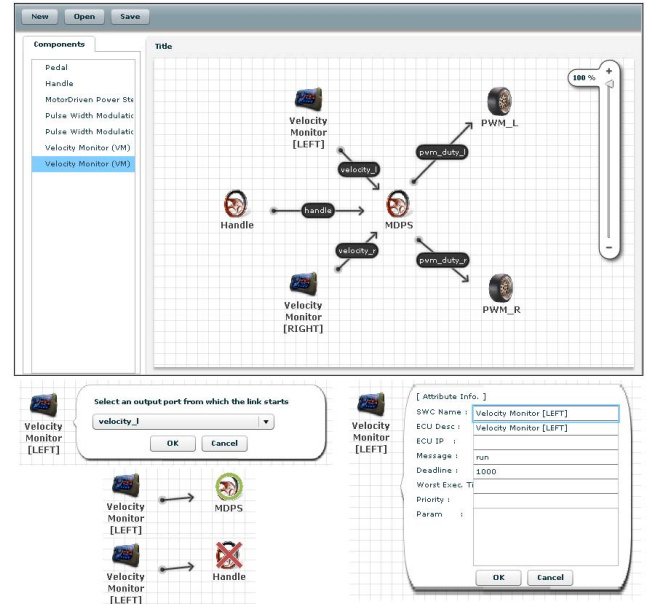 New Open Save
Components
Title
Pedal
Handle
MotorDriven Power Ste
Pulse Width Modulatic
Pulse Width Modulatic
Velocity Monitor (VM)
Velocity Monitor (VM)
100 %
+
-
Velocity
Monitor
[LEFT]
PWM_L
velocity_l
pwm_duty_l
Handle
handle
MDPS
velocity_r
pwm_duty_r
Velocity
Monitor
[RIGHT]
PWM_R
Velocity
Monitor
[LEFT]
Select an output port from which the link starts
velocity_l
OK Cancel
Velocity
Monitor
[LEFT]
MDPS
Velocity
Monitor
[LEFT]
Handle
Velocity
Monitor
[LEFT]
[ Attribute Info. ]
SWC Name : Velocity Monitor [LEFT]
ECU Desc : Velocity Monitor [LEFT]
ECU IP :
Message : run
Deadline : 1000
Worst Exec. Ti
Priority :
Param :
OK Cancel